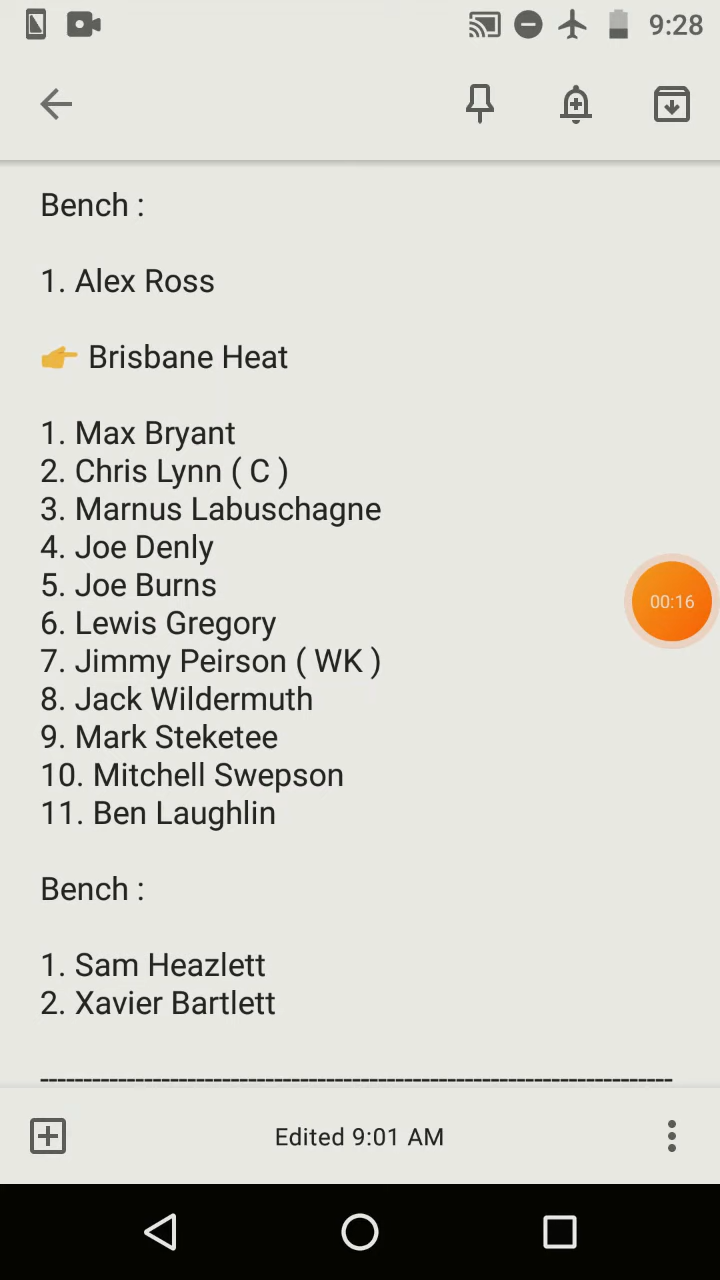 9:28
Bench :
1. Alex Ross
👉 Brisbane Heat
1. Max Bryant
2. Chris Lynn ( C )
3. Marnus Labuschagne
4. Joe Denly
5. Joe Burns
00:16
6. Lewis Gregory
7. Jimmy Peirson ( WK )
8. Jack Wildermuth
9. Mark Steketee
10. Mitchell Swepson
11. Ben Laughlin
Bench :
1. Sam Heazlett
2. Xavier Bartlett
--------------------------------------------------------------------------
Edited 9:01 AM